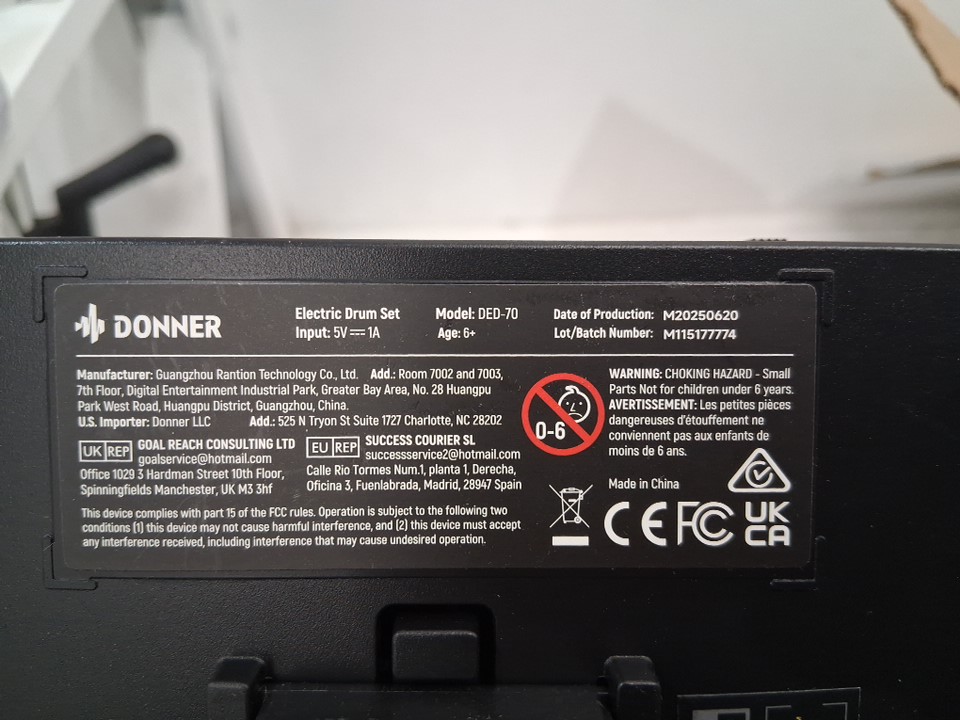 DONNER
Electric Drum Set
Input: 5V⎓1A
Model: DED-70
Age: 6+
Date of Production: M20250620
Lot/Batch Number: M115177774
Manufacturer: Guangzhou Rantion Technology Co., Ltd. Add.: Room 7002 and 7003,
7th Floor, Digital Entertainment Industrial Park, Greater Bay Area, No. 28 Huangpu
Park West Road, Huangpu District, Guangzhou, China.
U.S. Importer: Donner LLC Add.: 525 N Tryon St Suite 1727 Charlotte, NC 28202
UK REP GOAL REACH CONSULTING LTD
goalservice@hotmail.com
Office 1029 3 Hardman Street 10th Floor,
Spinningfields Manchester, UK M3 3hf
EU REP SUCCESS COURIER SL
successservice2@hotmail.com
Calle Rio Tormes Num.1, planta 1, Derecha,
Oficina 3, Fuenlabrada, Madrid, 28947 Spain
This device complies with part 15 of the FCC rules. Operation is subject to the following two
conditions (1) this device may not cause harmful interference, and (2) this device must accept
any interference received, including interference that may cause undesired operation.
0-6
WARNING: CHOKING HAZARD - Small
Parts Not for children under 6 years.
AVERTISSEMENT: Les petites pièces
dangereuses d'étouffement ne
conviennent pas aux enfants de
moins de 6 ans.
Made in China
CE FC UK
CA